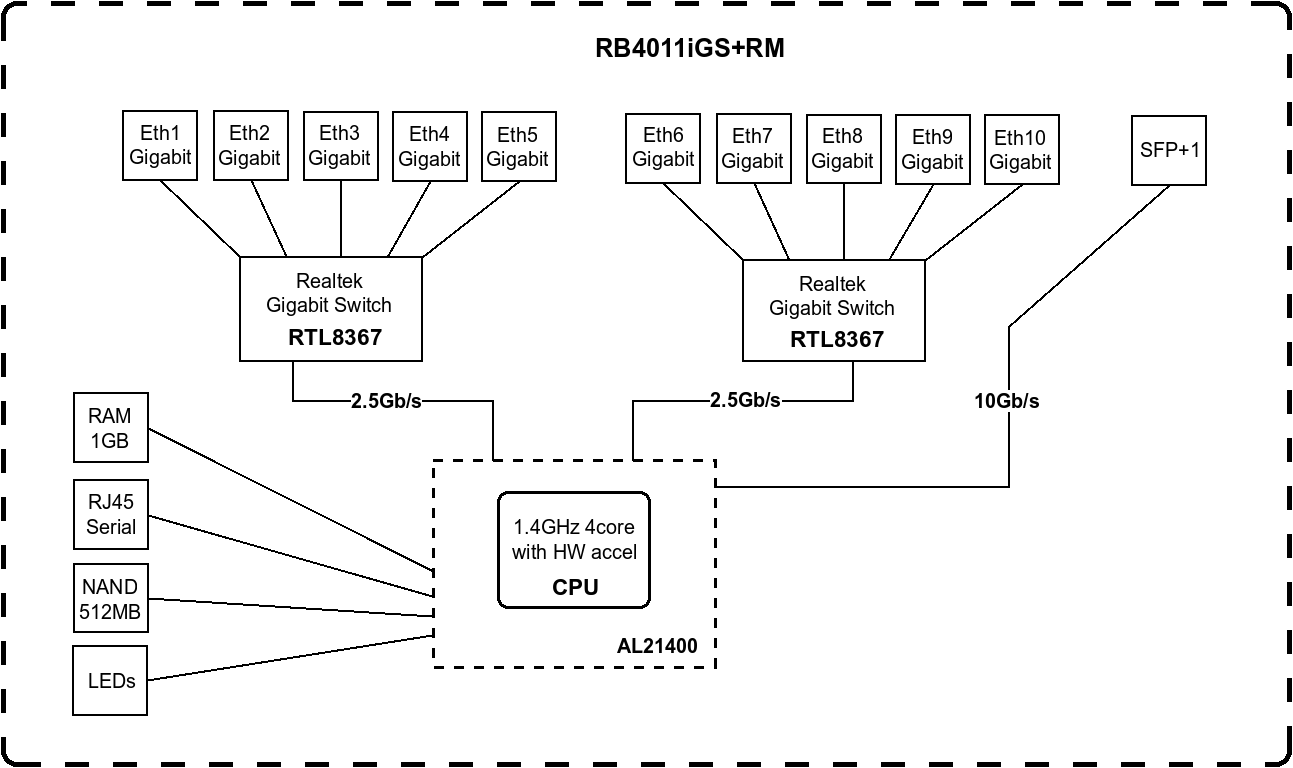 RB4011iGS+RM
Eth1
Gigabit
Eth2
Gigabit
Eth3
Gigabit
Eth4
Gigabit
Eth5
Gigabit
Eth6
Gigabit
Eth7
Gigabit
Eth8
Gigabit
Eth9
Gigabit
Eth10
Gigabit
SFP+1
Realtek
Gigabit Switch
RTL8367
Realtek
Gigabit Switch
RTL8367
2.5Gb/s
2.5Gb/s
10Gb/s
RAM
1GB
RJ45
Serial
NAND
512MB
LEDs
1.4GHz 4core
with HW accel
CPU
AL21400